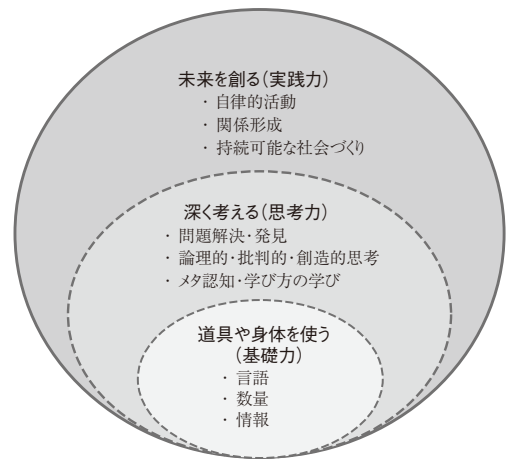 未来を創る(実践力)
・自律的活動
・関係形成
・持続可能な社会づくり
深く考える(思考力)
・問題解決・発見
・論理的・批判的・創造的思考
・メタ認知・学び方の学び
道具や身体を使う
(基礎力)
・言語
・数量
・情報